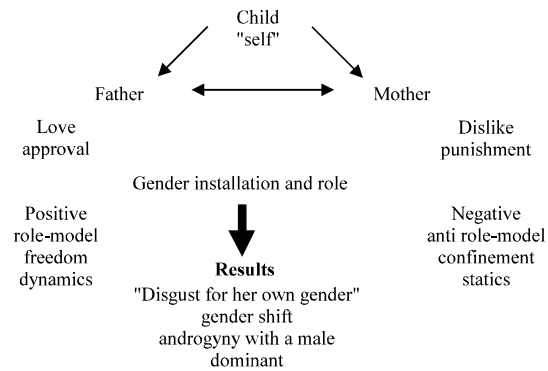 Child
"self"
Father
Mother
Love
approval
Dislike
punishment
Gender installation and role
Positive
role-model
freedom
dynamics
Negative
anti role-model
confinement
statics
Results
"Disgust for her own gender"
gender shift
androgyny with a male
dominant